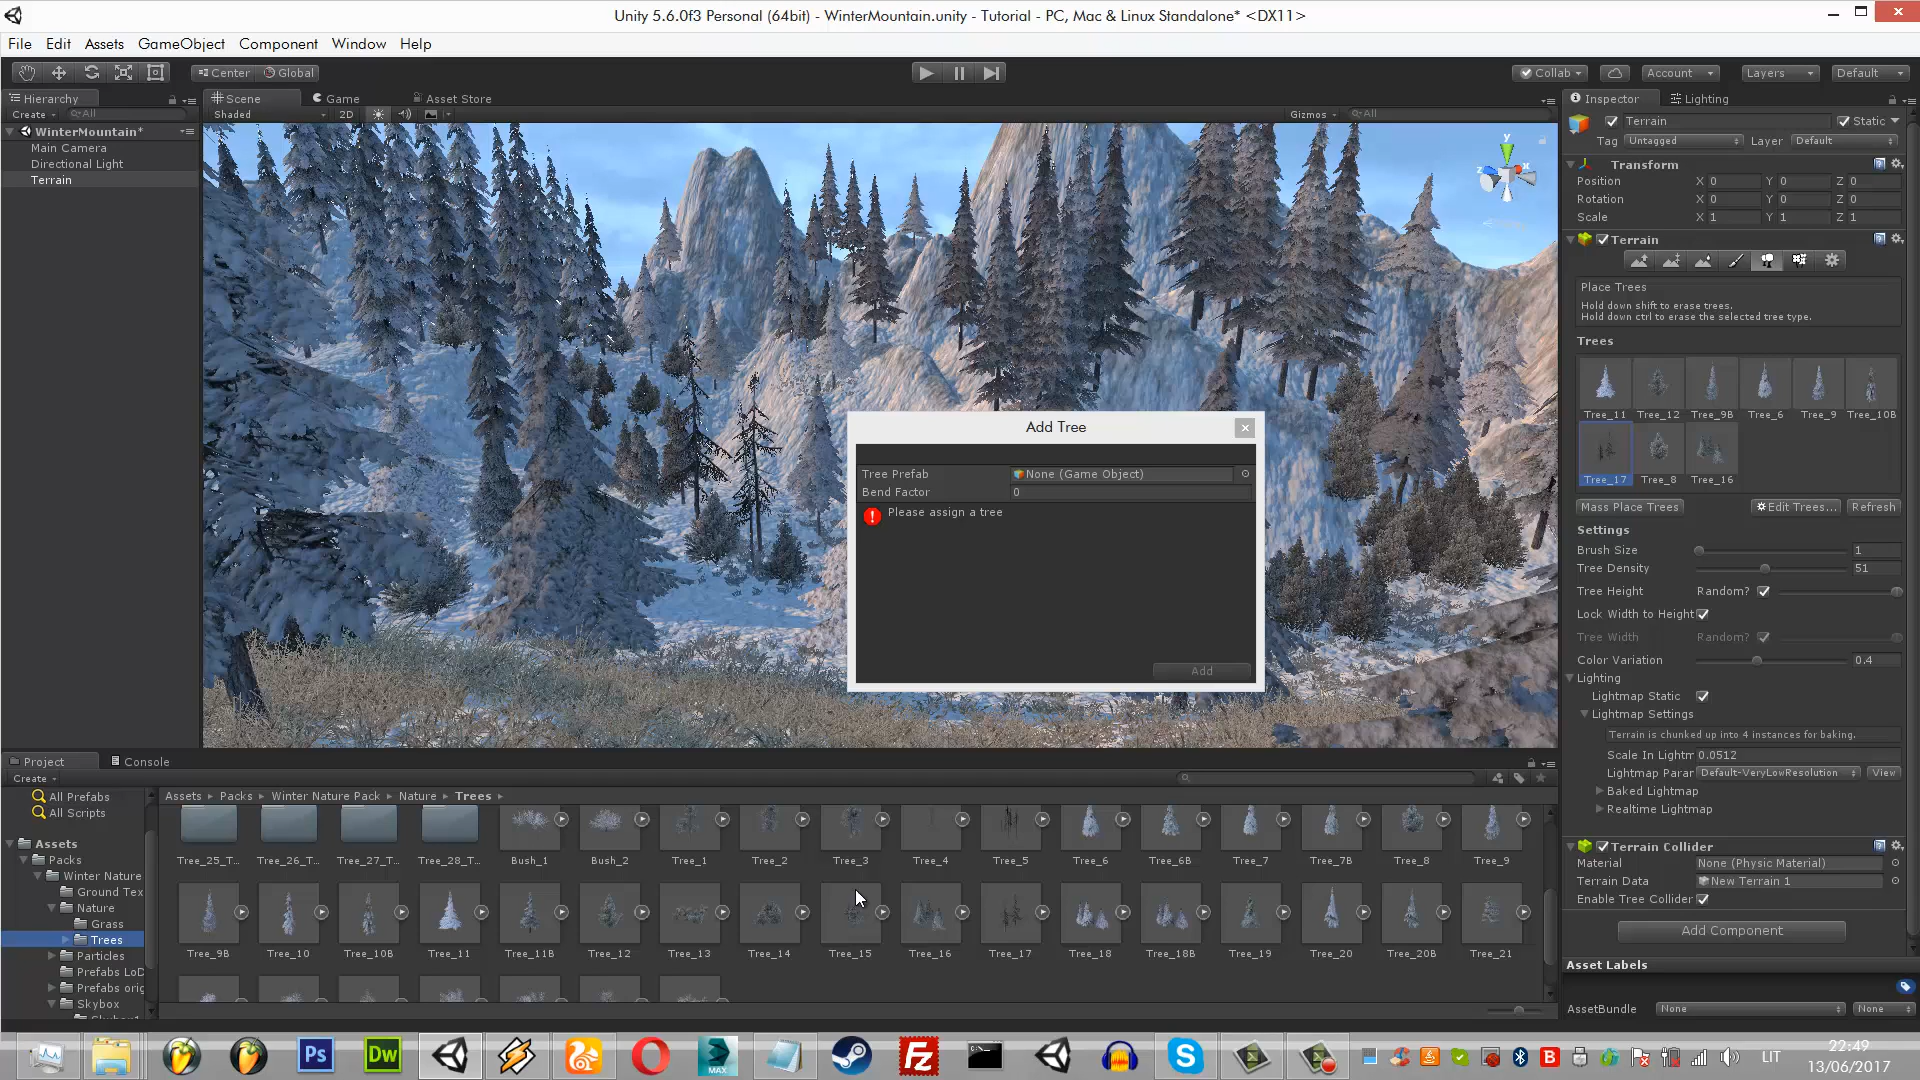 Unity 5.6.0f3 Personal (64bit) - WinterMountain.unity - Tutorial - PC, Mac & Linux Standalone* <DX11>
File Edit Assets GameObject Component Window Help
Center Global
Collab Account Layers Default
Hierarchy
Create All
WinterMountain*
Main Camera
Directional Light
Terrain
Scene Game Asset Store
Shaded 2D Gizmos All
y
x
z
Add Tree
Tree Prefab None (Game Object)
Bend Factor 0
Please assign a tree
Add
Inspector Lighting
Terrain Static
Tag Untagged Layer Default
Transform
Position X 0 Y 0 Z 0
Rotation X 0 Y 0 Z 0
Scale X 1 Y 1 Z 1
Terrain
Place Trees
Hold down shift to erase trees.
Hold down ctrl to erase the selected tree type.
Trees
Tree_11 Tree_12 Tree_9B Tree_6 Tree_9 Tree_10B
Tree_17 Tree_8 Tree_16
Mass Place Trees Edit Trees... Refresh
Settings
Brush Size 1
Tree Density 51
Tree Height Random?
Lock Width to Height
Tree Width Random?
Color Variation 0.4
Lighting
Lightmap Static
Lightmap Settings
Terrain is chunked up into 4 instances for baking.
Scale In Lightm 0.0512
Lightmap Parar Default-VeryLowResolution View
Baked Lightmap
Realtime Lightmap
Terrain Collider
Material None (Physic Material)
Terrain Data New Terrain 1
Enable Tree Collider
Add Component
Asset Labels
AssetBundle None None
Project Console
Create
All Prefabs
All Scripts
Assets
Packs
Winter Nature
Ground Tex
Nature
Grass
Trees
Particles
Prefabs LoD
Prefabs orig
Skybox
Assets Packs Winter Nature Pack Nature Trees
Tree_25_T... Tree_26_T... Tree_27_T... Tree_28_T... Bush_1 Bush_2 Tree_1 Tree_2 Tree_3 Tree_4 Tree_5 Tree_6 Tree_6B Tree_7 Tree_7B Tree_8 Tree_9
Tree_9B Tree_10 Tree_10B Tree_11 Tree_11B Tree_12 Tree_13 Tree_14 Tree_15 Tree_16 Tree_17 Tree_18 Tree_18B Tree_19 Tree_20 Tree_20B Tree_21
Ps Dw MAX Fz S B LIT
22:49
13/06/2017